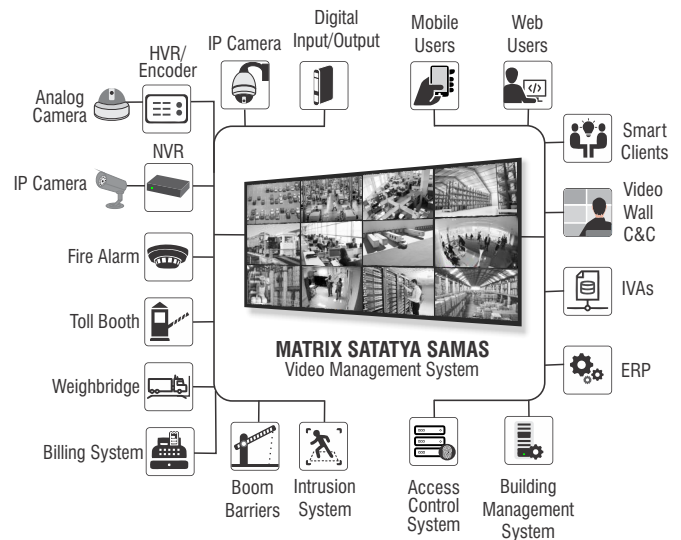 Digital
Input/Output
Mobile
Users
Web
Users
IP Camera
HVR/
Encoder
Analog
Camera
NVR
IP Camera
Fire Alarm
Toll Booth
Weighbridge
Billing System
Smart
Clients
Video
Wall
C&C
IVAs
ERP
MATRIX SATATYA SAMAS
Video Management System
Boom
Barriers
Intrusion
System
Access
Control
System
Building
Management
System